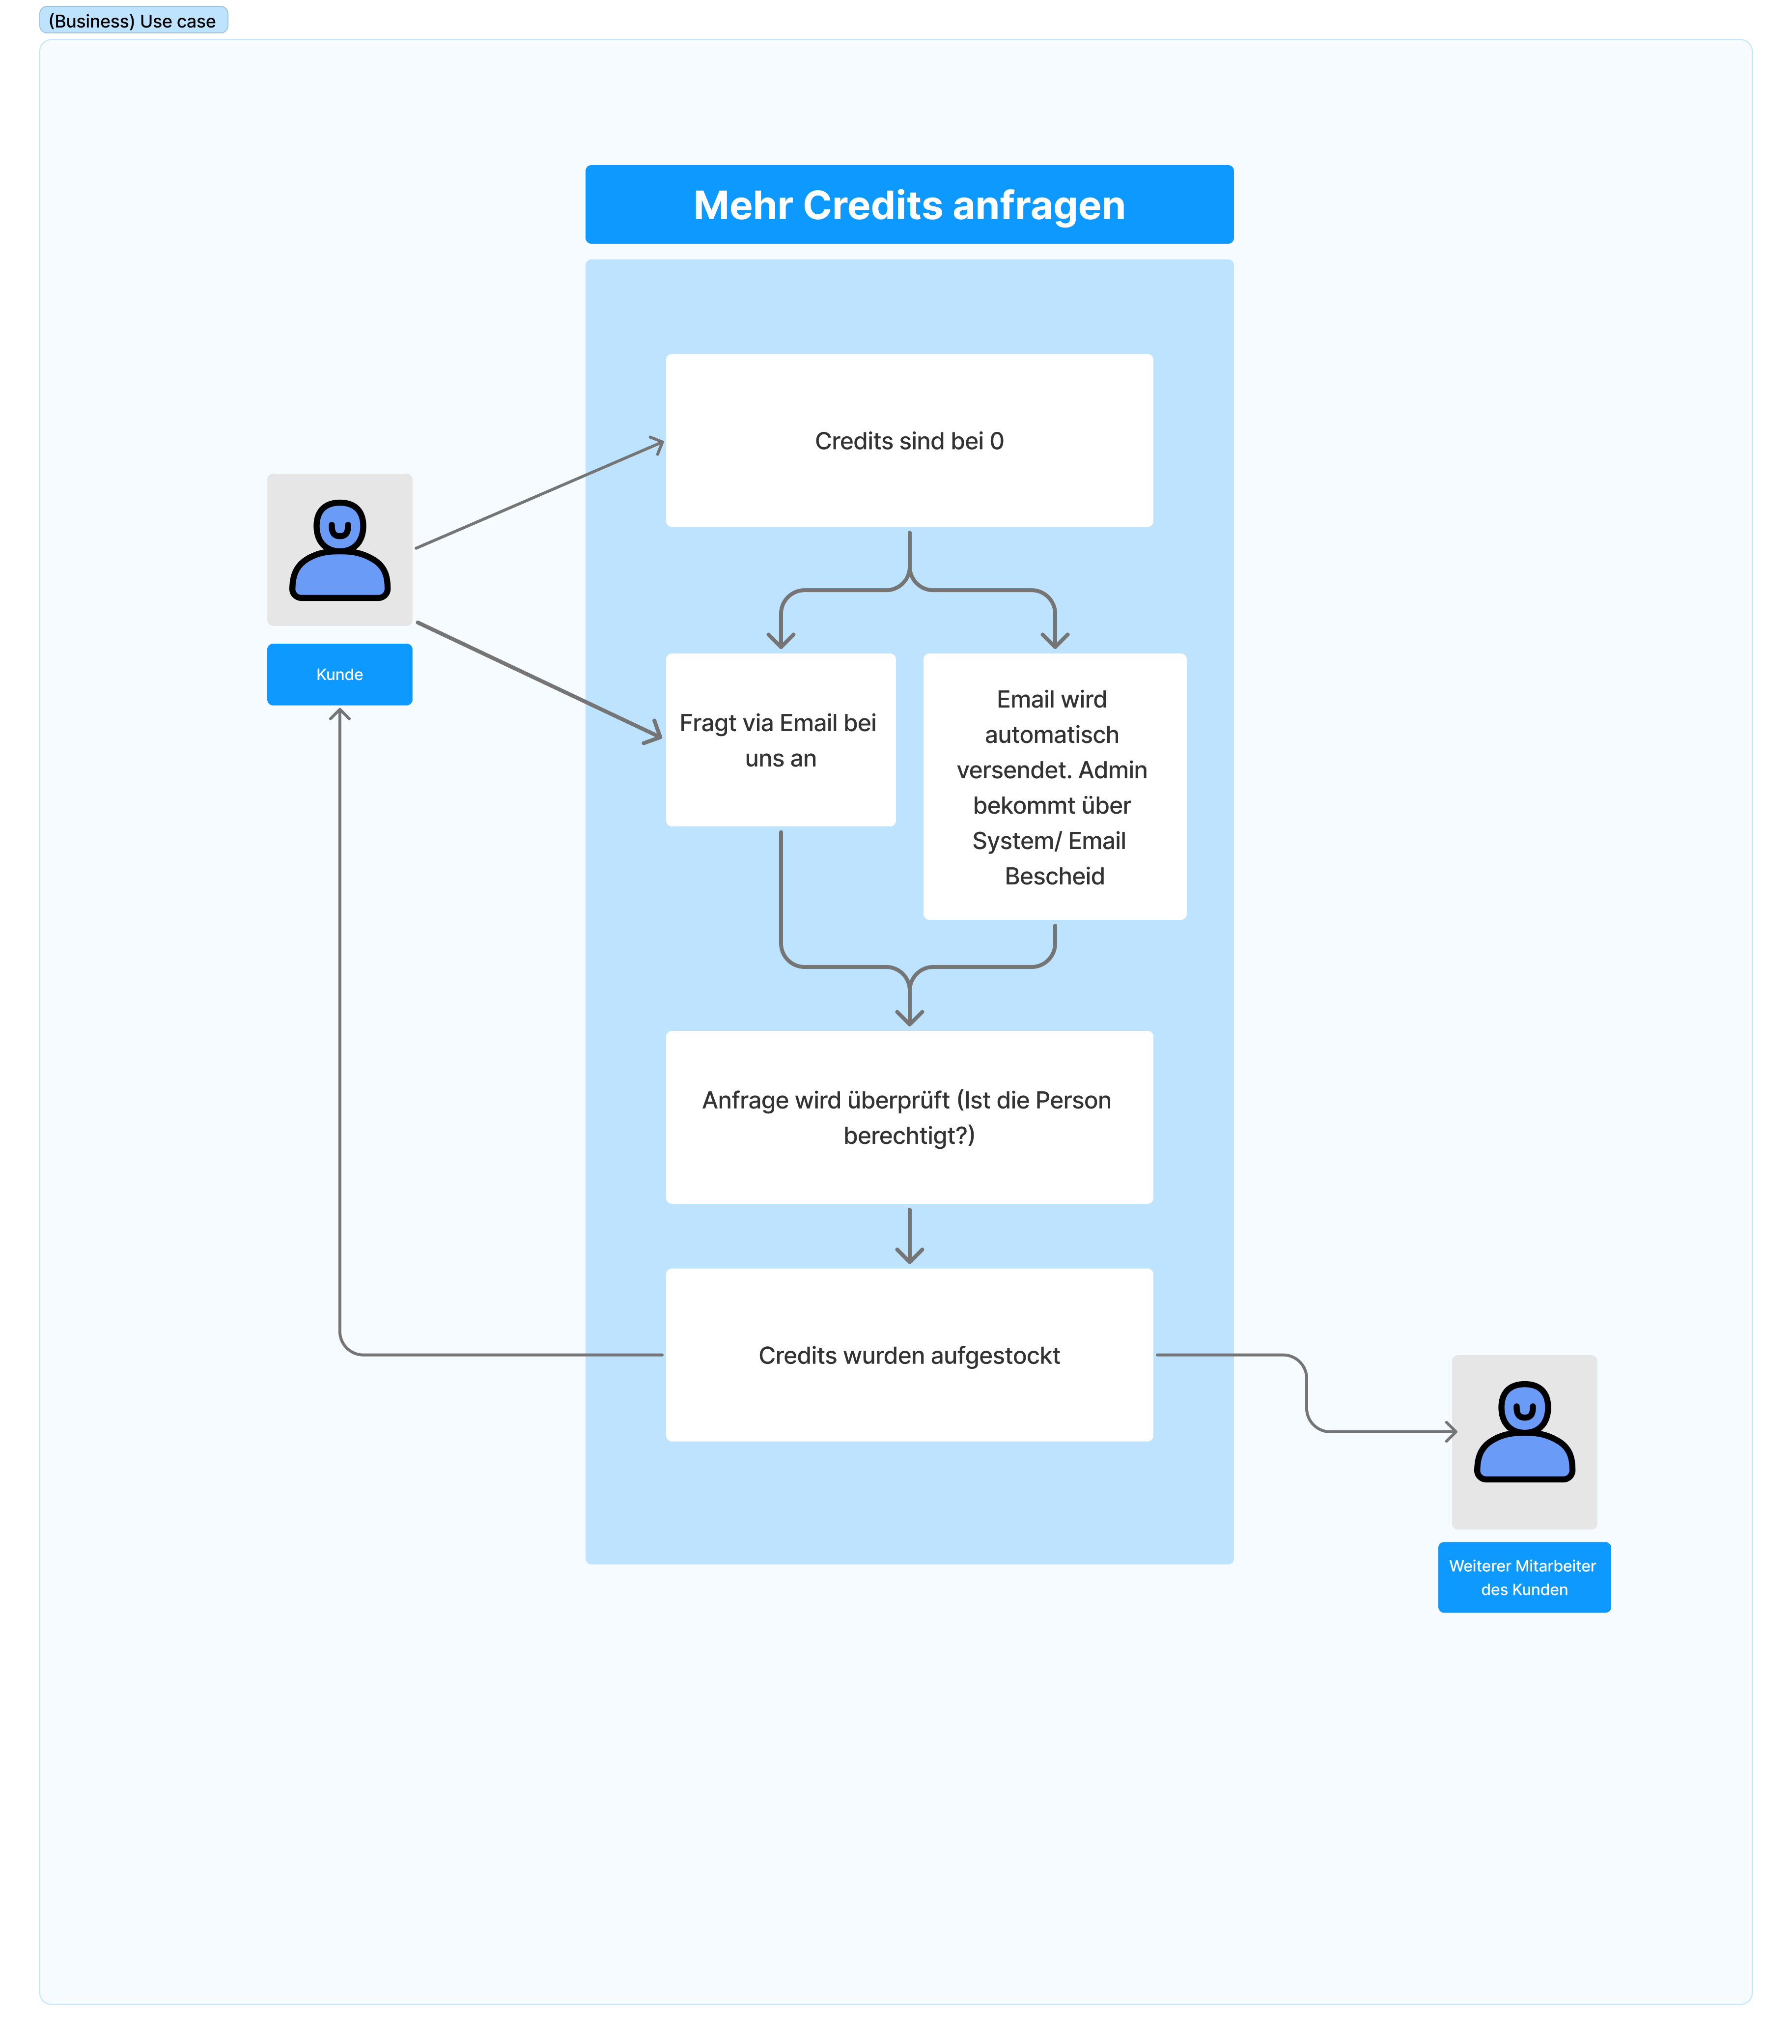 (Business) Use case
Mehr Credits anfragen
Credits sind bei 0
Kunde
Fragt via Email bei
uns an
Email wird
automatisch
versendet. Admin
bekommt über
System/ Email
Bescheid
Anfrage wird überprüft (Ist die Person
berechtigt?)
Credits wurden aufgestockt
Weiterer Mitarbeiter
des Kunden